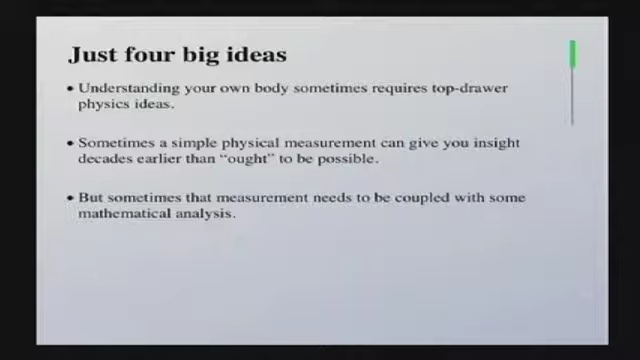 Just four big ideas
• Understanding your own body sometimes requires top-drawer
physics ideas.
• Sometimes a simple physical measurement can give you insight
decades earlier than “ought” to be possible.
• But sometimes that measurement needs to be coupled with some
mathematical analysis.